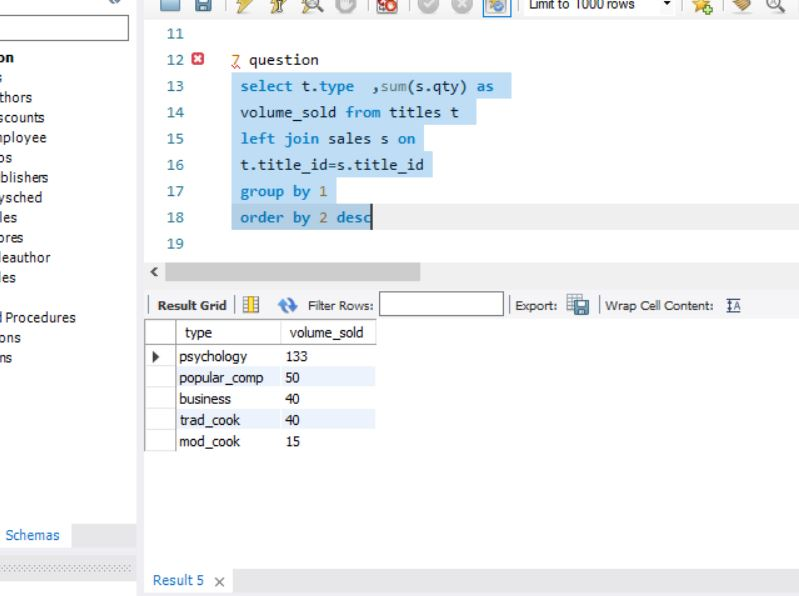 Limit to 1000 rows
11
12 7 question
13 select t.type ,sum(s.qty) as
14 volume_sold from titles t
15 left join sales s on
16 t.title_id=s.title_id
17 group by 1
18 order by 2 desc
19
on
s
thors
scounts
ployee
os
blishers
ysched
les
ores
leauthor
les
d Procedures
ons
ns
Schemas
<
Result Grid Filter Rows: Export: Wrap Cell Content: IA
type volume_sold
psychology 133
popular_comp 50
business 40
trad_cook 40
mod_cook 15
Result 5 ×